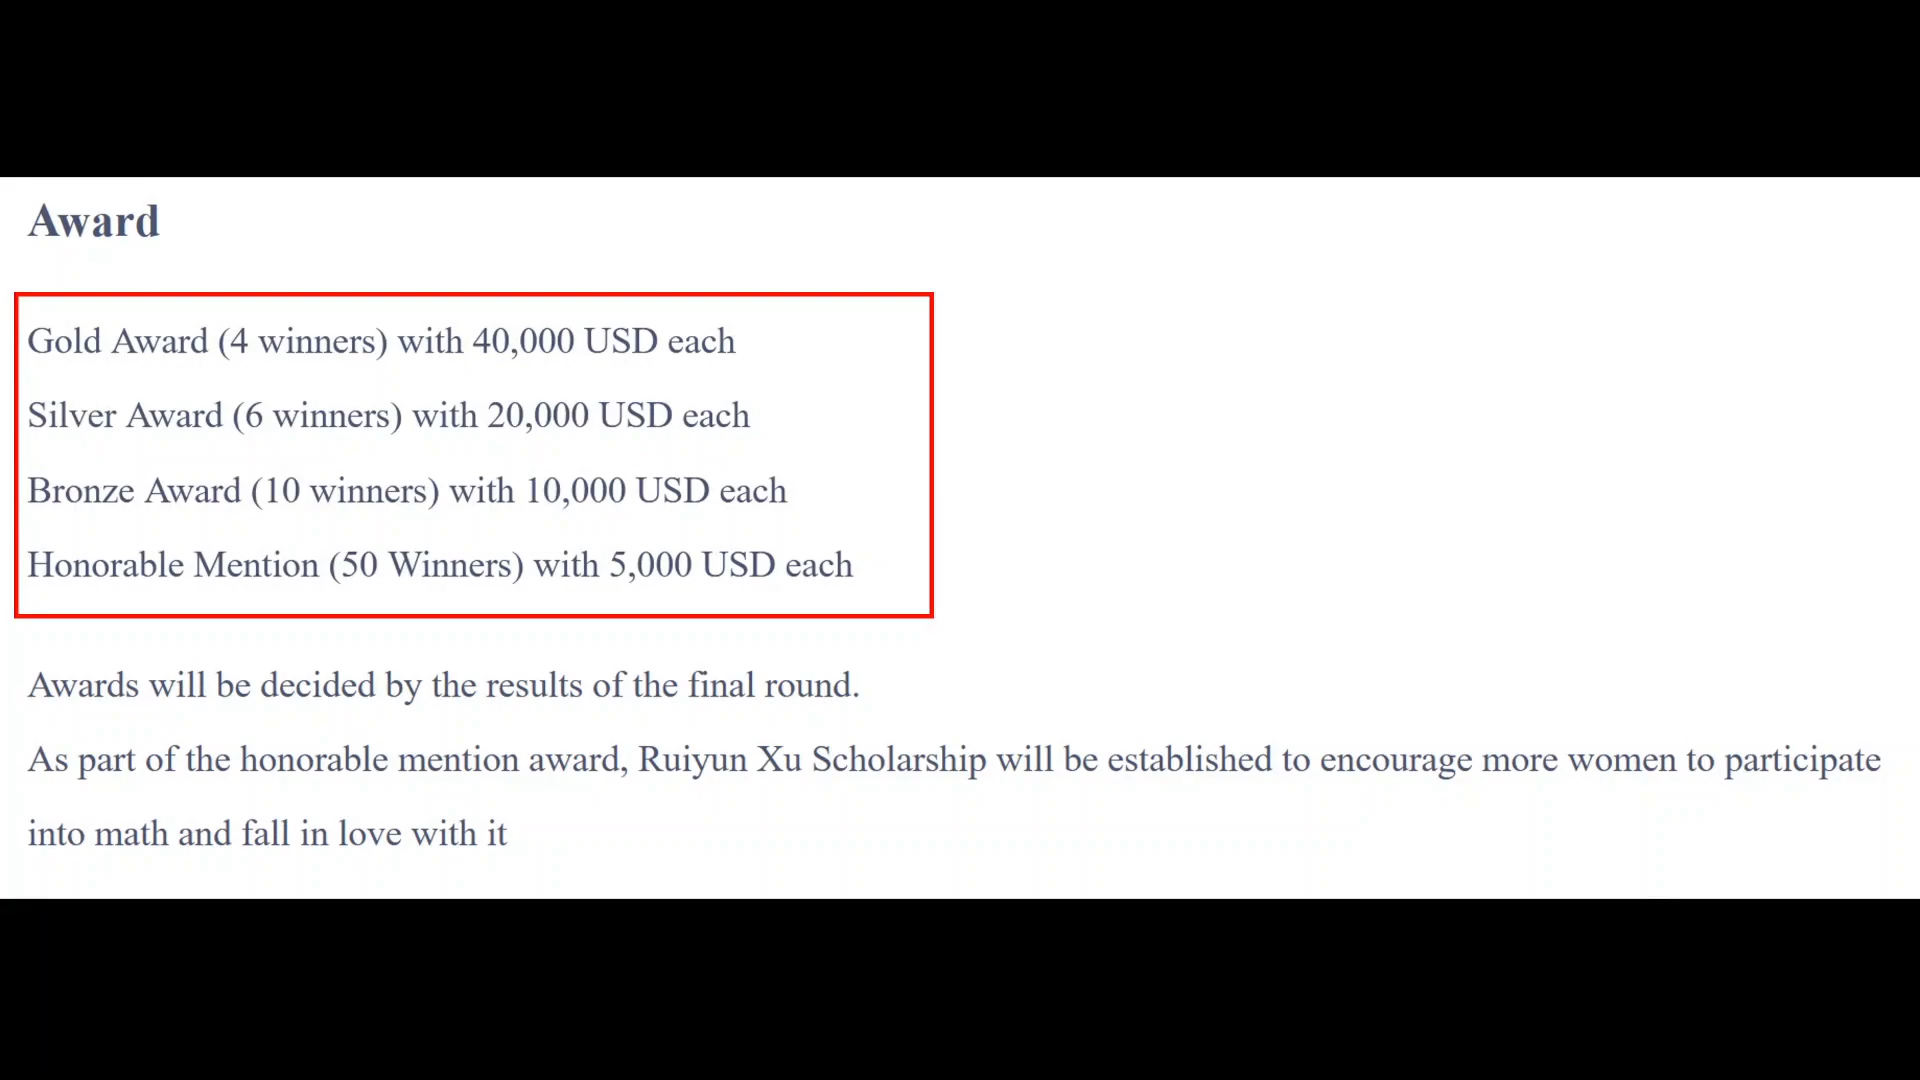 Award
Gold Award (4 winners) with 40,000 USD each
Silver Award (6 winners) with 20,000 USD each
Bronze Award (10 winners) with 10,000 USD each
Honorable Mention (50 Winners) with 5,000 USD each
Awards will be decided by the results of the final round.
As part of the honorable mention award, Ruiyun Xu Scholarship will be established to encourage more women to participate
into math and fall in love with it